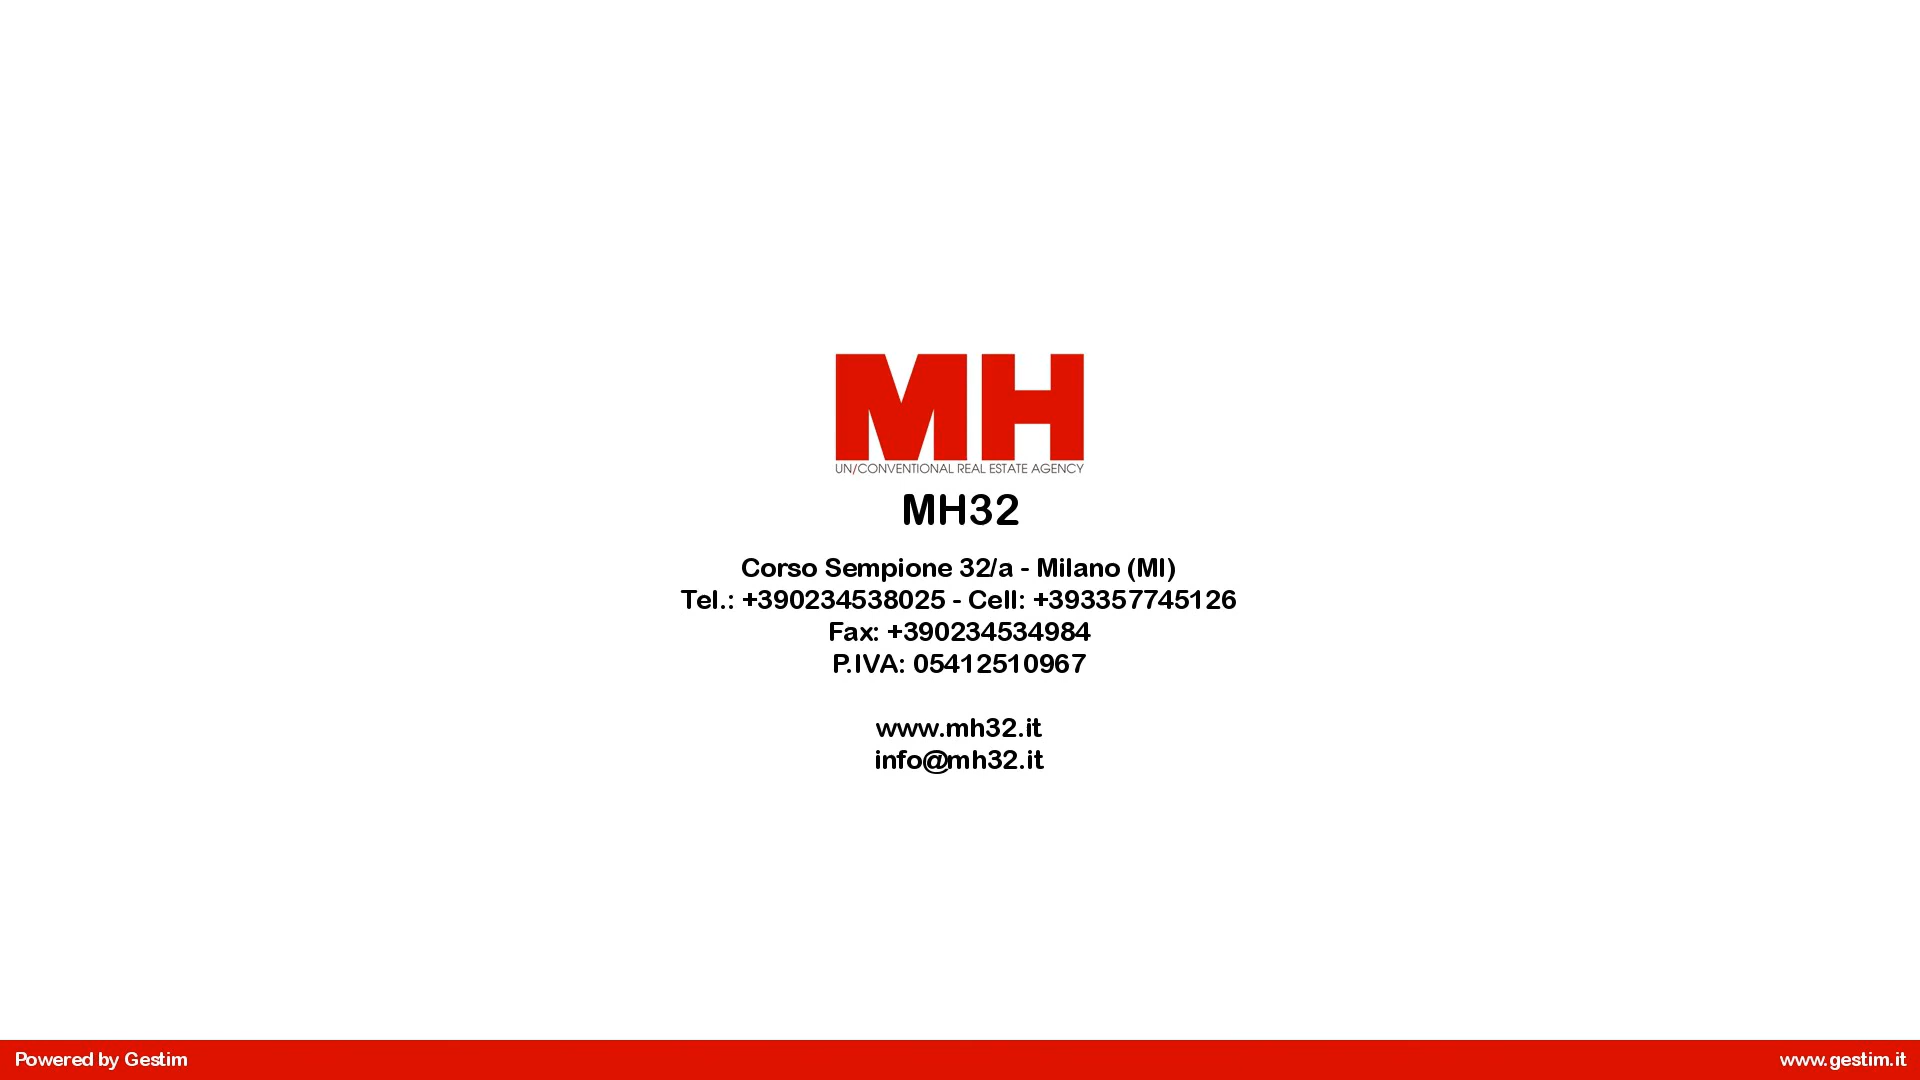 MH
UN/CONVENTIONAL REAL ESTATE AGENCY
MH32
Corso Sempione 32/a - Milano (MI)
Tel.: +390234538025 - Cell: +393357745126
Fax: +390234534984
P.IVA: 05412510967
www.mh32.it
info@mh32.it
Powered by Gestim
www.gestim.it